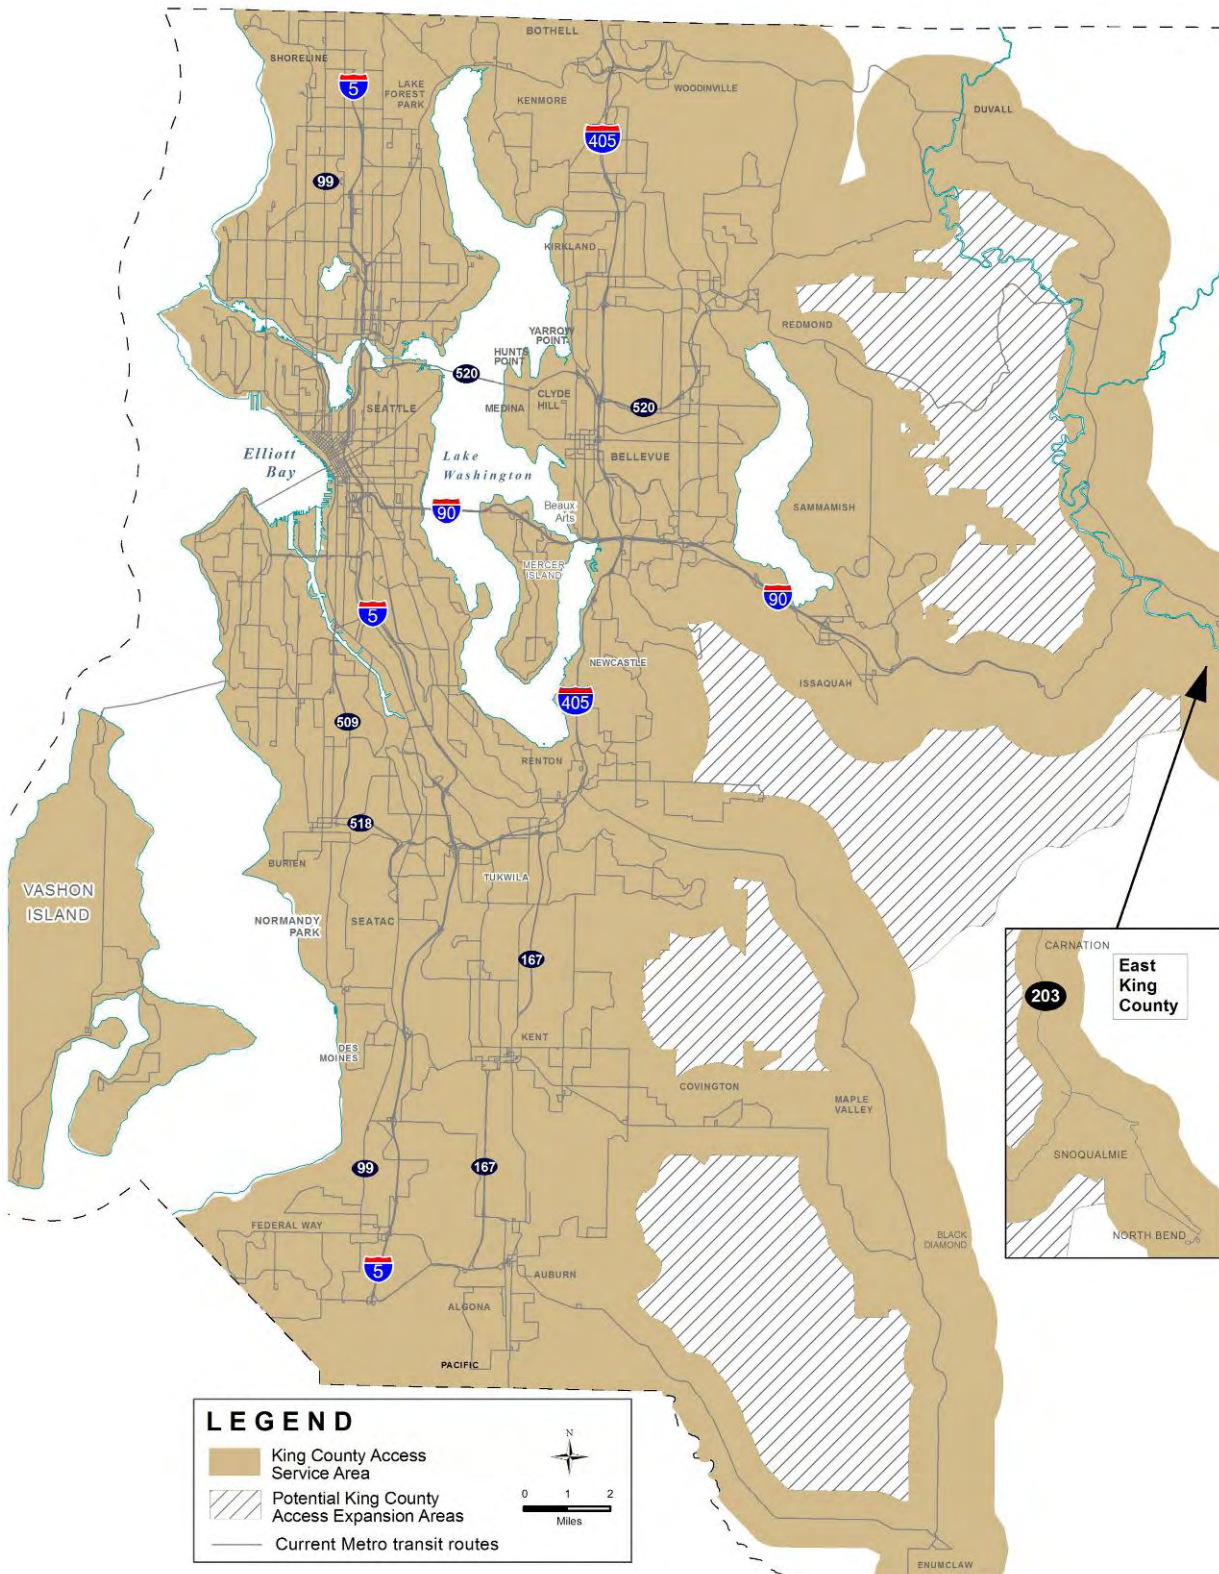 BOTHELL
SHORELINE
5
LAKE
FOREST
PARK
KENMORE
WOODINVILLE
DUVALL
405
99
KIRKLAND
REDMOND
YARROW
POINT
HUNTS
POINT
520
CLYDE
HILL
MEDINA
520
SEATTLE
Elliott
Bay
Lake
Washington
BELLEVUE
90
Beaux
Arts
SAMMAMISH
MERCER
ISLAND
90
5
NEWCASTLE
ISSAQUAH
405
509
RENTON
518
BURIEN
TUKWILA
VASHON
ISLAND
NORMANDY
PARK
SEATAC
167
CARNATION
East
King
County
203
DES
MOINES
KENT
COVINGTON
MAPLE
VALLEY
SNOQUALMIE
99
167
FEDERAL WAY
BLACK
DIAMOND
NORTH BEND
5
AUBURN
ALGONA
PACIFIC
LEGEND
King County Access
Service Area
N
Potential King County
Access Expansion Areas
0 1 2
Miles
Current Metro transit routes
ENUMCLAW